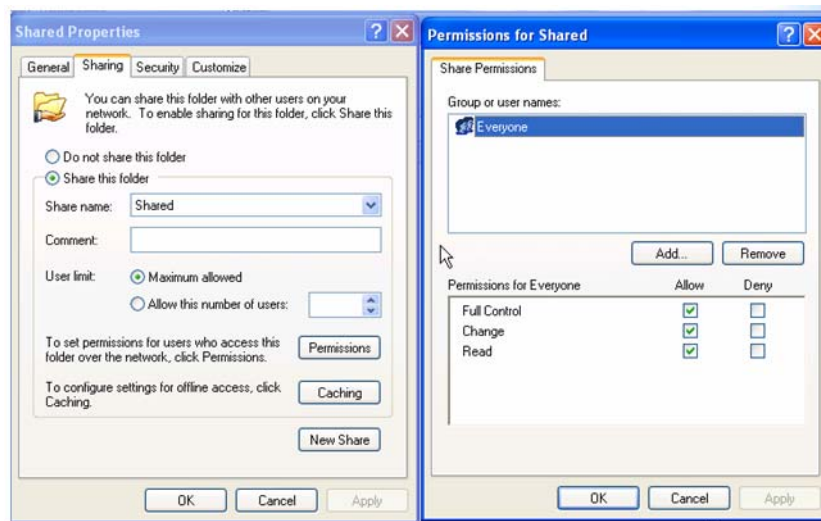 Shared Properties
General Sharing Security Customize
You can share this folder with other users on your
network. To enable sharing for this folder, click Share this
folder.
Do not share this folder
Share this folder
Share name: Shared
Comment:
User limit: Maximum allowed
Allow this number of users:
To set permissions for users who access this
folder over the network, click Permissions.
Permissions
To configure settings for offline access, click
Caching.
Caching
New Share
OK Cancel Apply
Permissions for Shared
Share Permissions
Group or user names:
Everyone
Add... Remove
Permissions for Everyone Allow Deny
Full Control
Change
Read
OK Cancel Apply